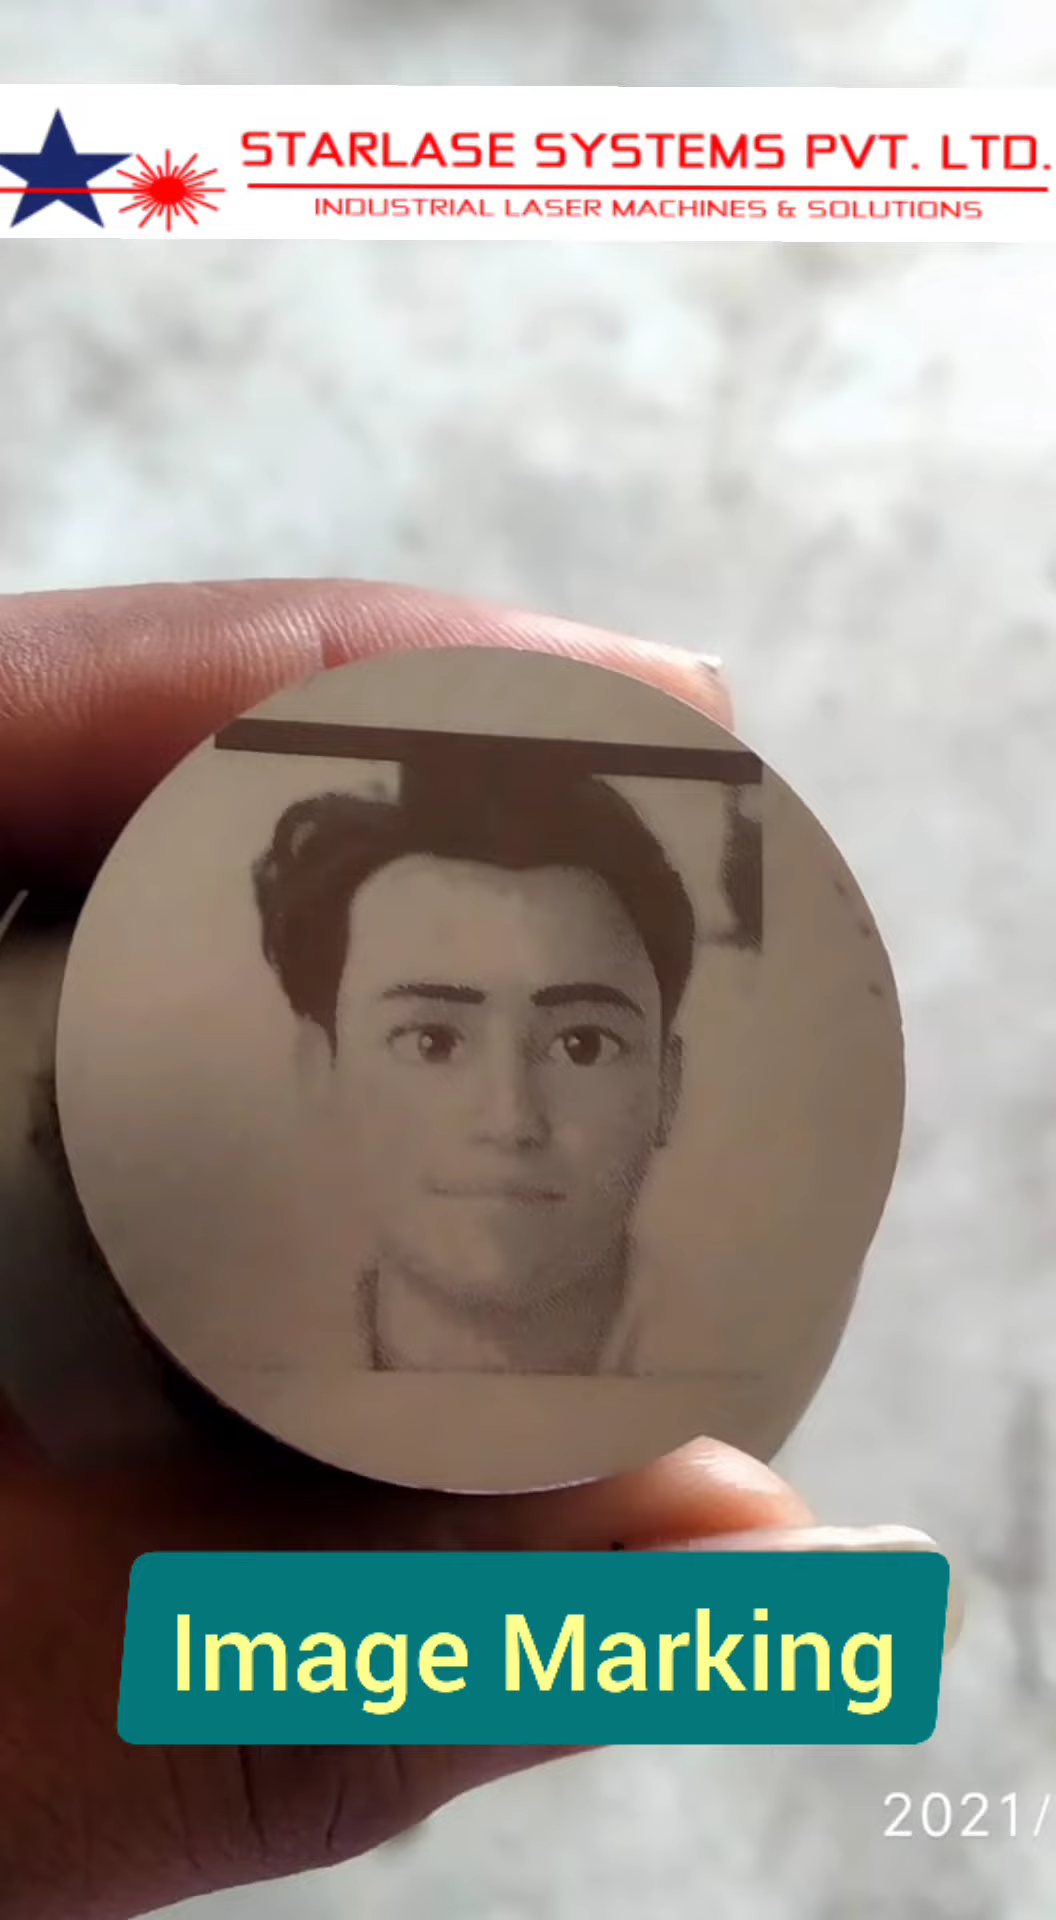 STARLASE SYSTEMS PVT. LTD.
INDUSTRIAL LASER MACHINES & SOLUTIONS
Image Marking
2021/